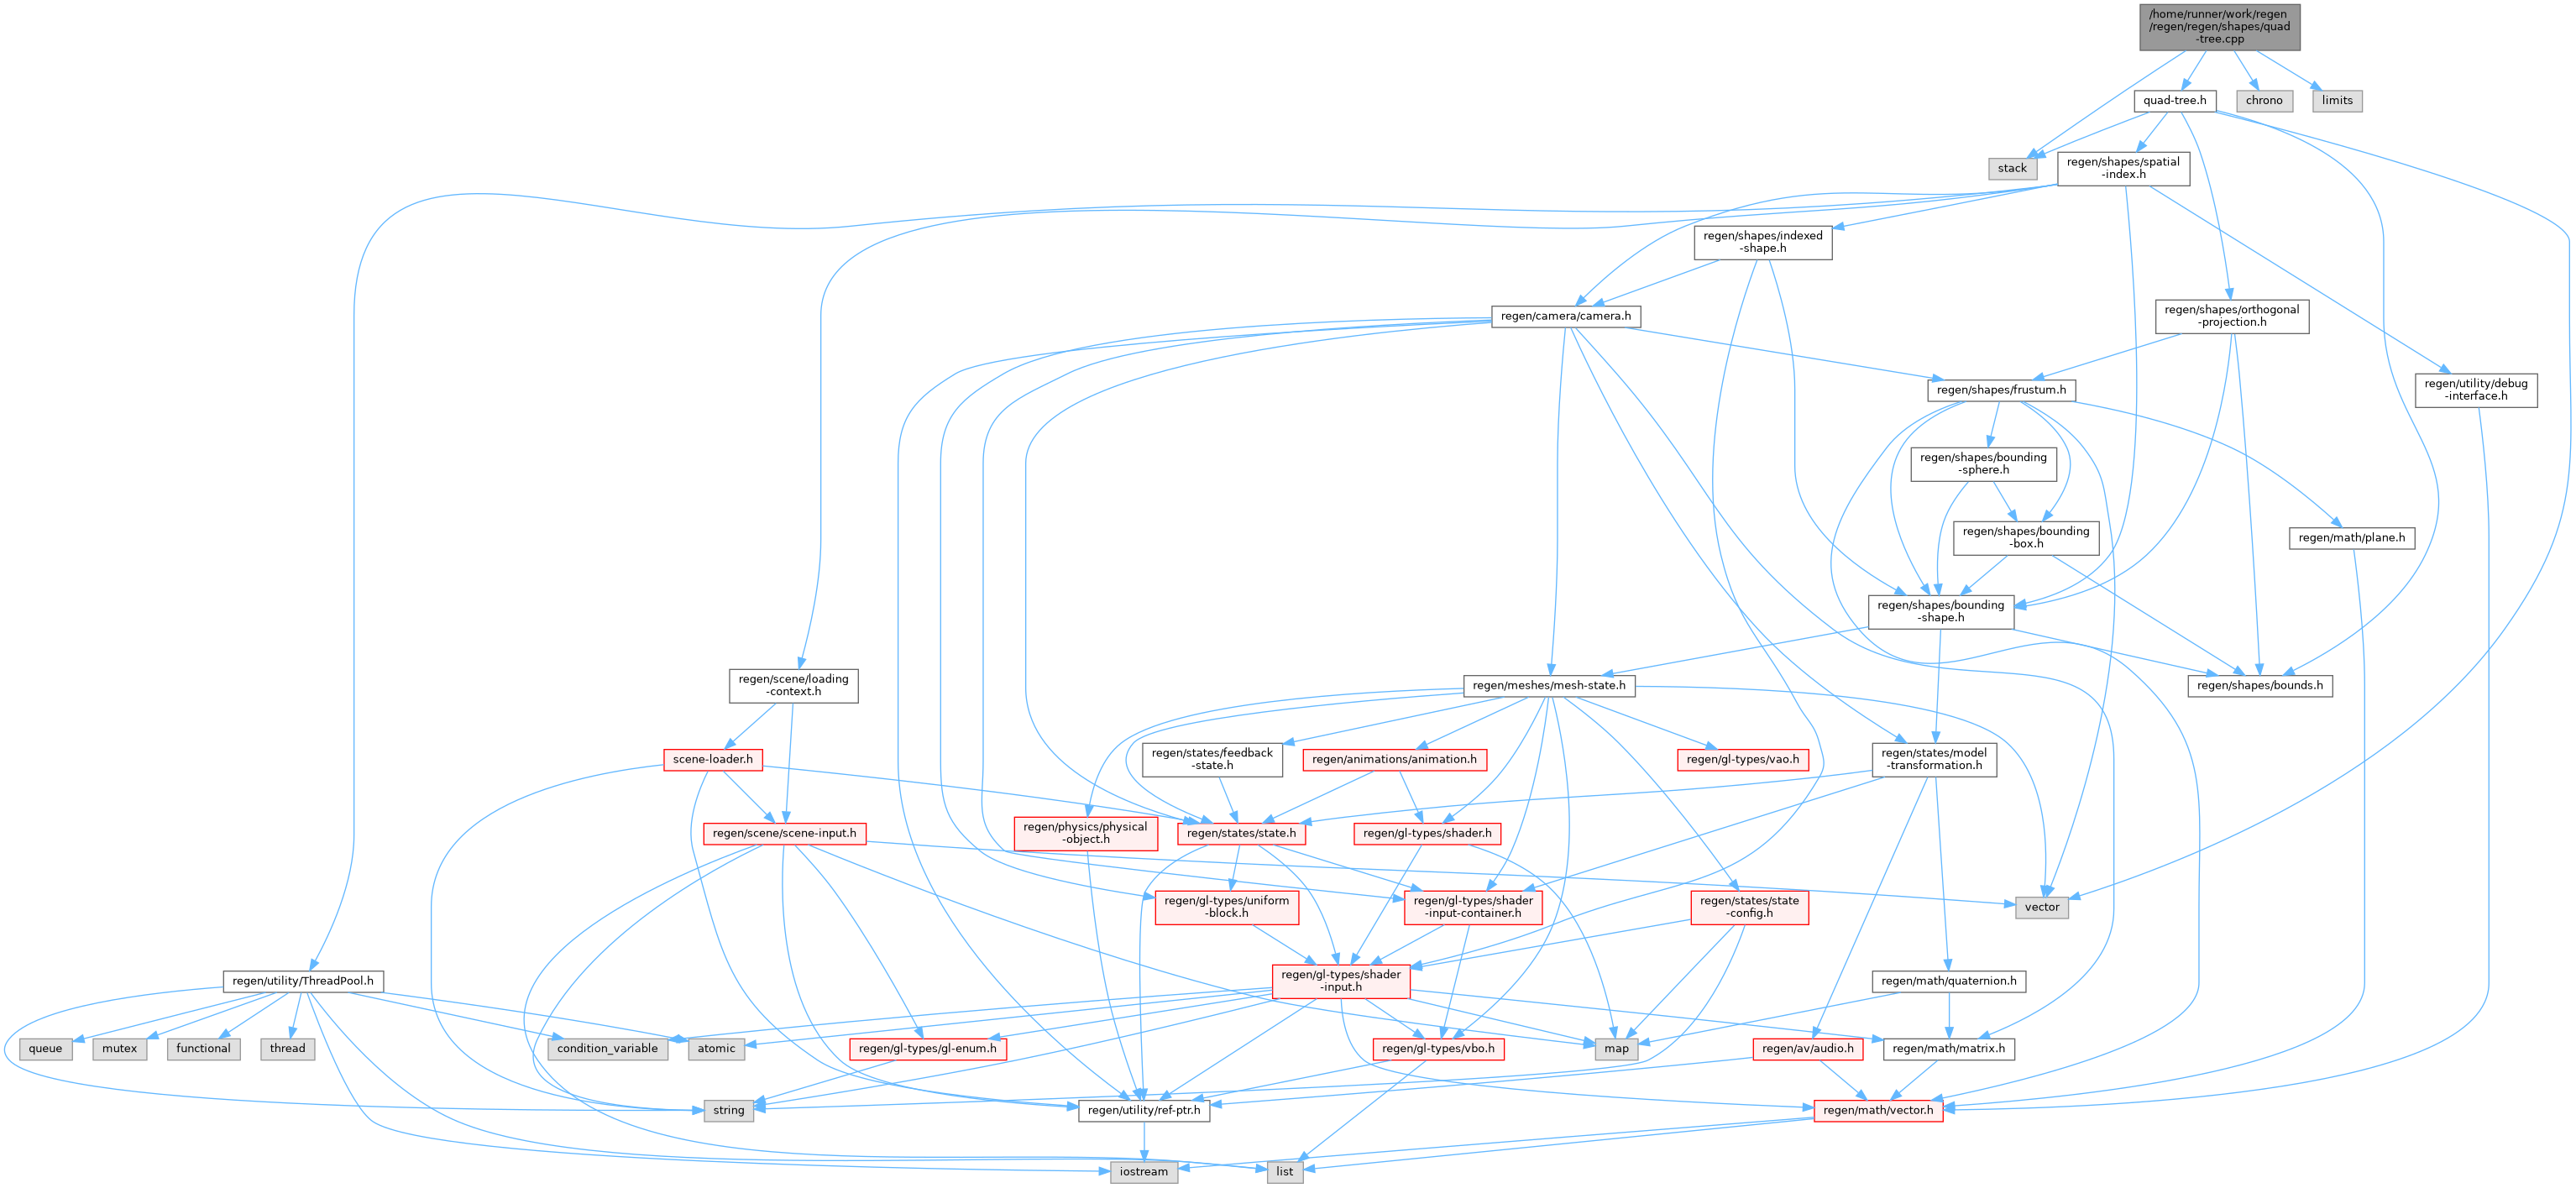 /home/runner/work/regen
/regen/regen/shapes/quad
-tree.cpp
quad-tree.h
chrono
limits
stack
regen/shapes/spatial
-index.h
regen/shapes/indexed
-shape.h
regen/camera/camera.h
regen/shapes/orthogonal
-projection.h
regen/shapes/frustum.h
regen/utility/debug
-interface.h
regen/shapes/bounding
-sphere.h
regen/shapes/bounding
-box.h
regen/math/plane.h
regen/shapes/bounding
-shape.h
regen/scene/loading
-context.h
regen/meshes/mesh-state.h
regen/shapes/bounds.h
scene-loader.h
regen/states/feedback
-state.h
regen/animations/animation.h
regen/gl-types/vao.h
regen/states/model
-transformation.h
regen/scene/scene-input.h
regen/physics/physical
-object.h
regen/states/state.h
regen/gl-types/shader.h
regen/gl-types/uniform
-block.h
regen/gl-types/shader
-input-container.h
regen/states/state
-config.h
vector
regen/utility/ThreadPool.h
regen/gl-types/shader
-input.h
regen/math/quaternion.h
queue
mutex
functional
thread
condition_variable
atomic
regen/gl-types/gl-enum.h
regen/gl-types/vbo.h
map
regen/av/audio.h
regen/math/matrix.h
string
regen/utility/ref-ptr.h
regen/math/vector.h
iostream
list